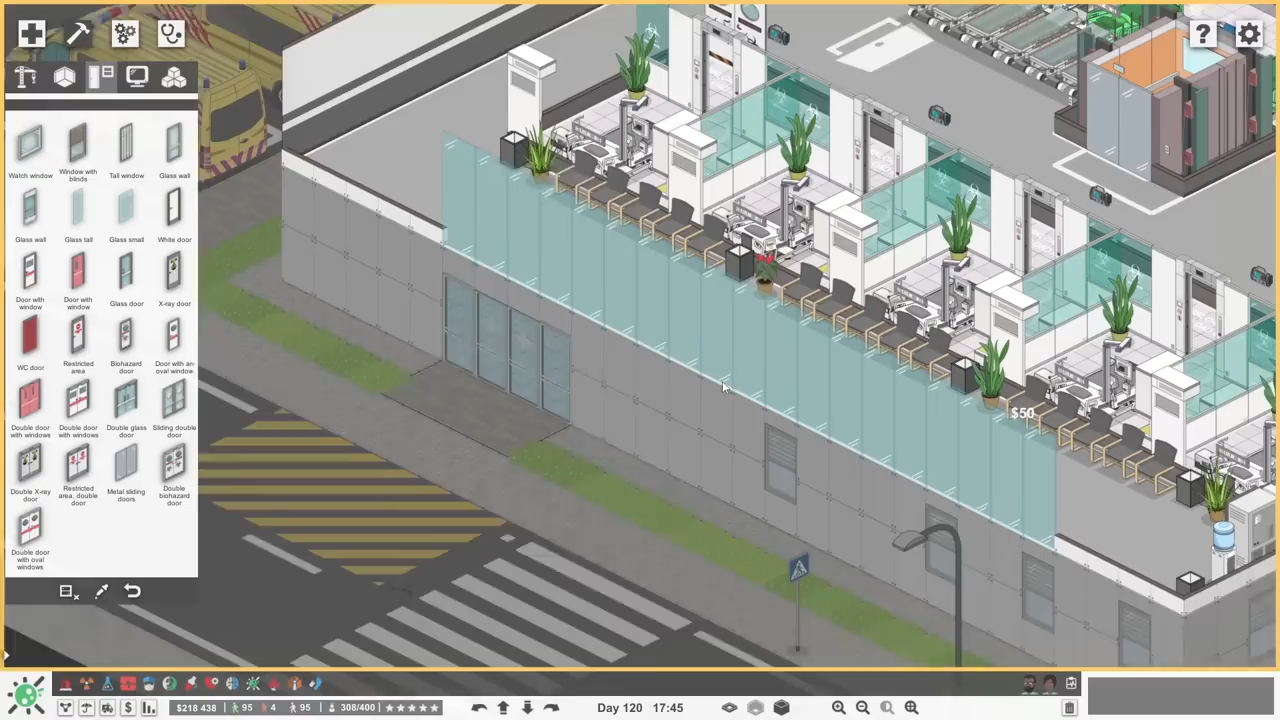 ?
Watch window
Window with blinds
Tall window
Glass wall
Glass wall
Glass tall
Glass small
White door
Door with window
Door with window
Glass door
X-ray door
WC door
Restricted area
Biohazard door
Door with an oval window
Double door with windows
Double door with windows
Double glass door
Sliding double door
Double X-ray door
Restricted area, double door
Metal sliding doors
Double biohazard door
Double door with oval windows
$50
$218 438
95
4
95
308/400
Day 120 17:45